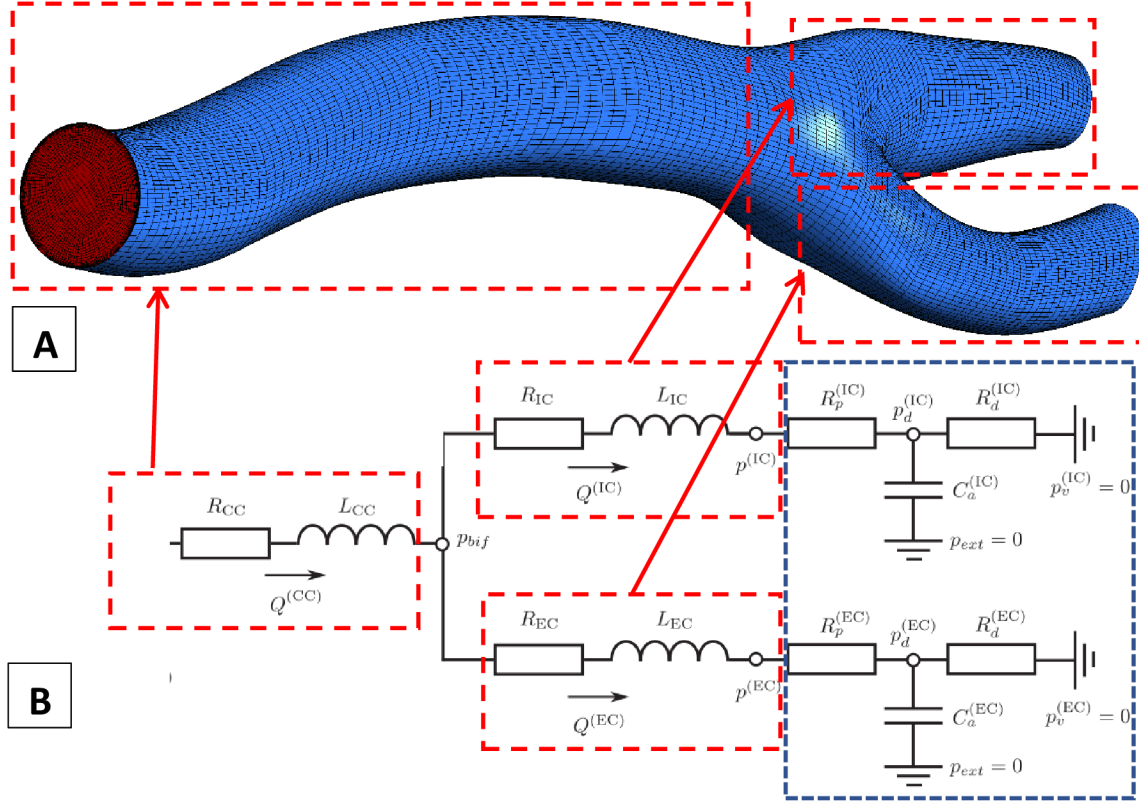 A
R_IC L_IC R_p^(IC) p_d^(IC) R_d^(IC)
p^(IC)
Q^(IC) C_a^(IC) p_v^(IC) = 0
R_CC L_CC
p_bif p_ext = 0
Q^(CC)
R_EC L_EC R_p^(EC) p_d^(EC) R_d^(EC)
p^(EC)
B Q^(EC) C_a^(EC) p_v^(EC) = 0
p_ext = 0